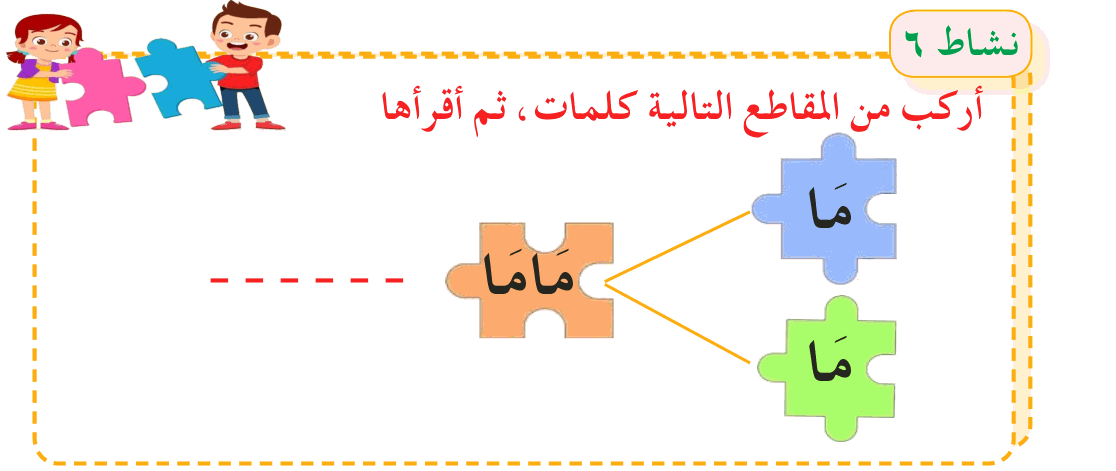 نشاط ٦
أركب من المقاطع التالية كلمات، ثم أقرأها
مَا
مَامَا
مَا